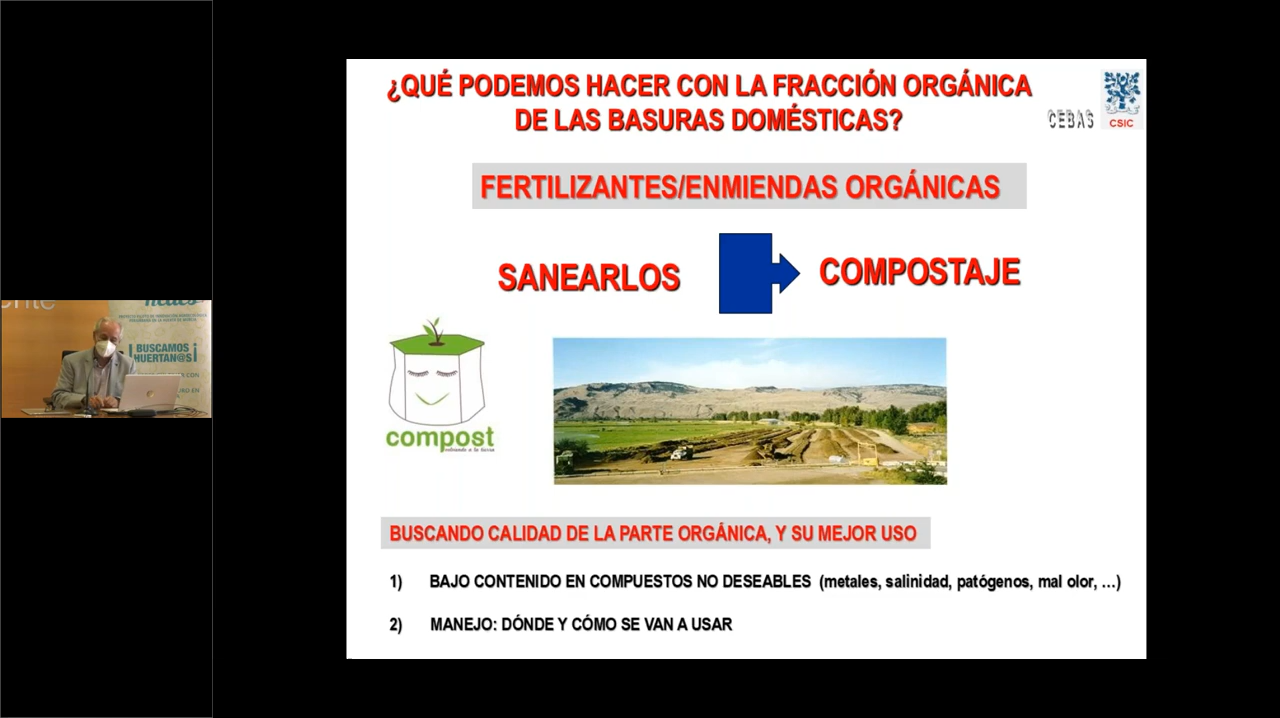 ¿QUÉ PODEMOS HACER CON LA FRACCIÓN ORGÁNICA
DE LAS BASURAS DOMÉSTICAS?
CEBAS
CSIC
FERTILIZANTES/ENMIENDAS ORGÁNICAS
SANEARLOS
COMPOSTAJE
compost
BUSCAMOS
HUERTAN@S!
BUSCANDO CALIDAD DE LA PARTE ORGÁNICA, Y SU MEJOR USO
1) BAJO CONTENIDO EN COMPUESTOS NO DESEABLES (metales, salinidad, patógenos, mal olor, ...)
2) MANEJO: DÓNDE Y CÓMO SE VAN A USAR